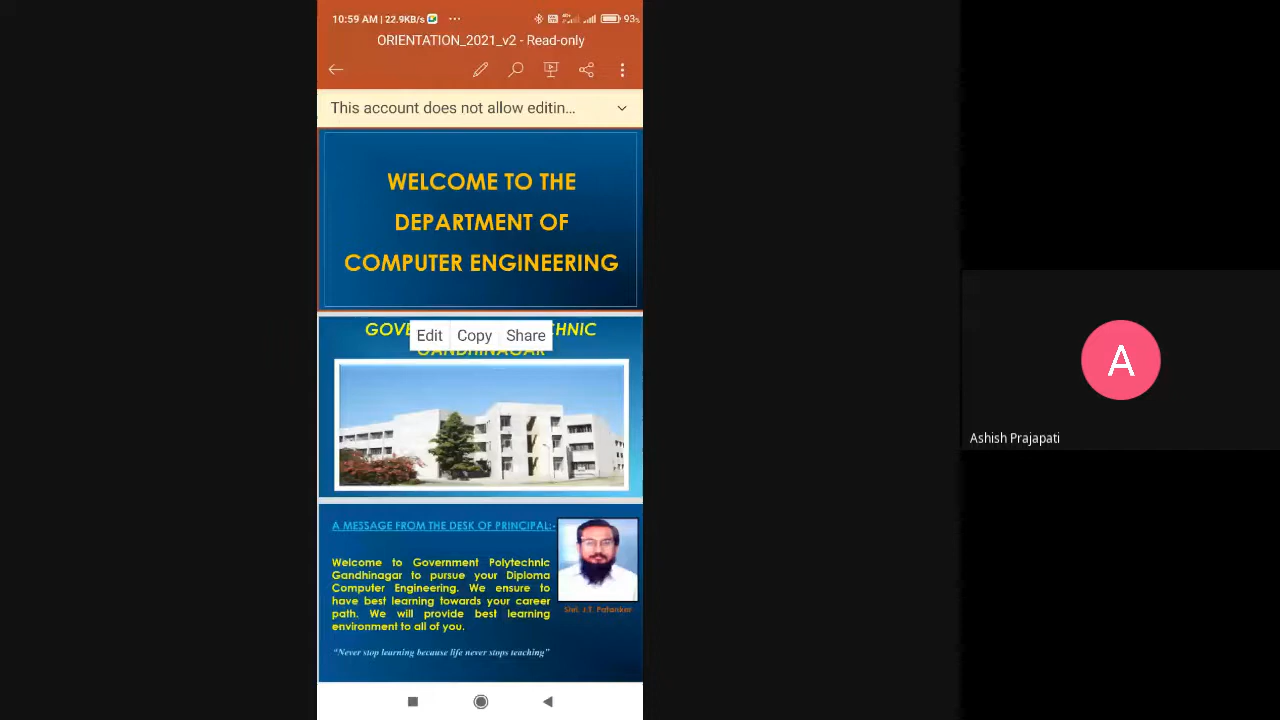 10:59 AM | 22.9KB/s ... 93%
ORIENTATION_2021_v2 - Read-only
This account does not allow editin...
WELCOME TO THE
DEPARTMENT OF
COMPUTER ENGINEERING
Edit Copy Share
GANDHINAGAR
A MESSAGE FROM THE DESK OF PRINCIPAL:-
Welcome to Government Polytechnic
Gandhinagar to pursue your Diploma
Computer Engineering. We ensure to
have best learning towards your career
path. We will provide best learning
environment to all of you.
Shri. J.T. Patankar
"Never stop learning because life never stops teaching"
A
Ashish Prajapati